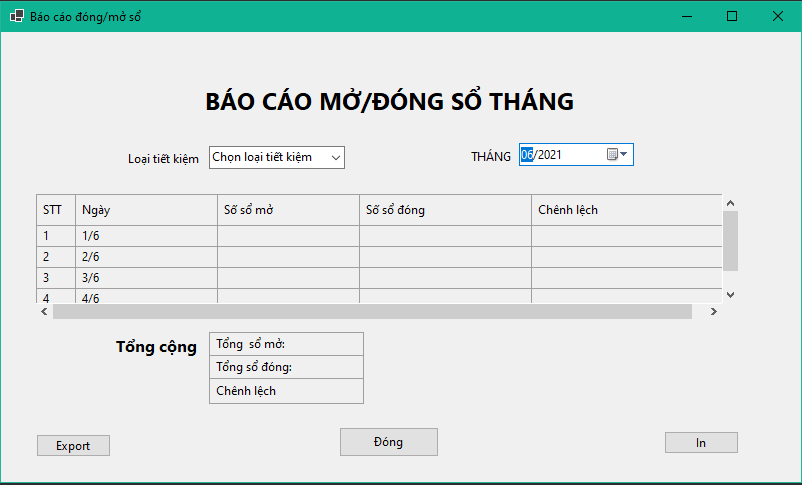 Báo cáo đóng/mở sổ
BÁO CÁO MỞ/ĐÓNG SỔ THÁNG
Loại tiết kiệm Chọn loại tiết kiệm THÁNG 06/2021
STT Ngày Số sổ mở Số sổ đóng Chênh lệch
1 1/6
2 2/6
3 3/6
4 4/6
Tổng cộng Tổng sổ mở:
Tổng sổ đóng:
Chênh lệch
Export Đóng In